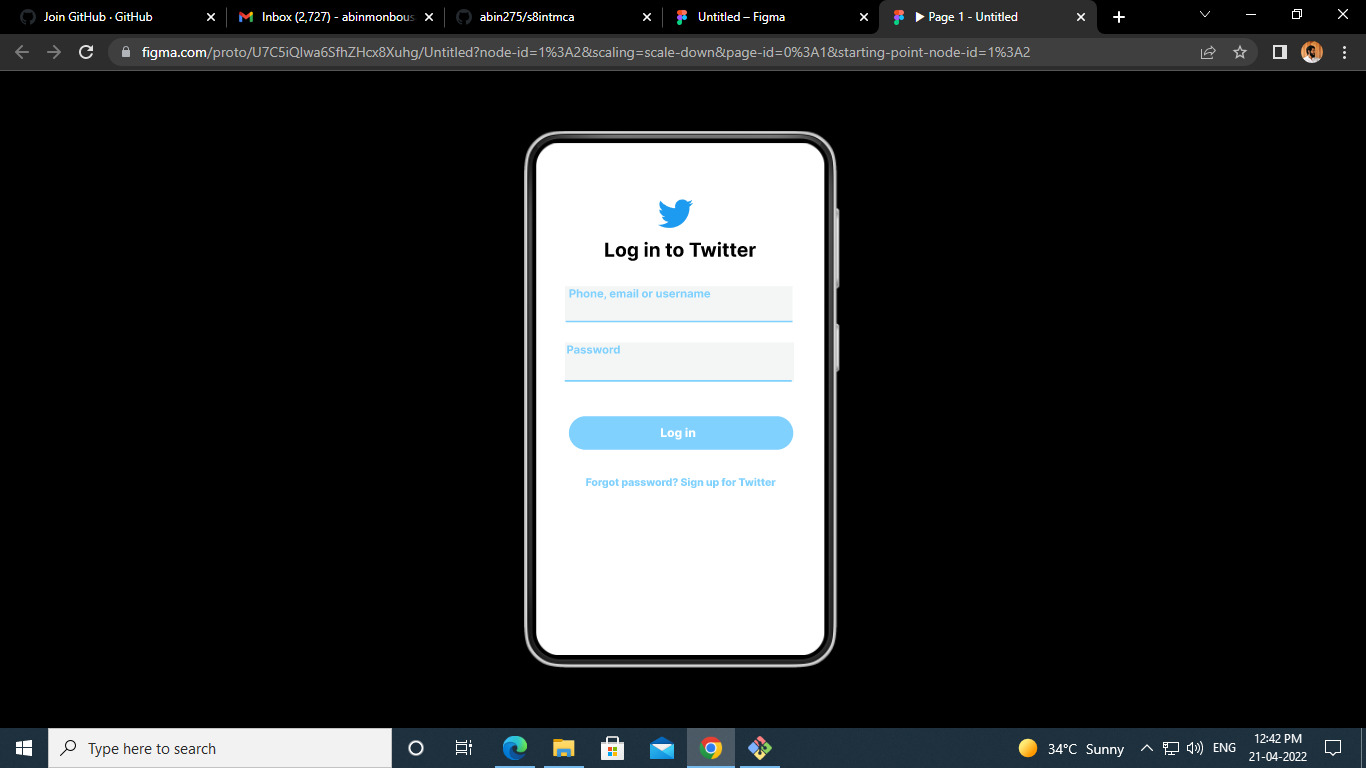 Join GitHub · GitHub
Inbox (2,727) - abinmonbous
abin275/s8intmca
Untitled – Figma
▶ Page 1 - Untitled
figma.com/proto/U7C5iQlwa6SfhZHcx8Xuhg/Untitled?node-id=1%3A2&scaling=scale-down&page-id=0%3A1&starting-point-node-id=1%3A2
Log in to Twitter
Phone, email or username
Password
Log in
Forgot password? Sign up for Twitter
Type here to search
34°C Sunny
ENG
12:42 PM
21-04-2022